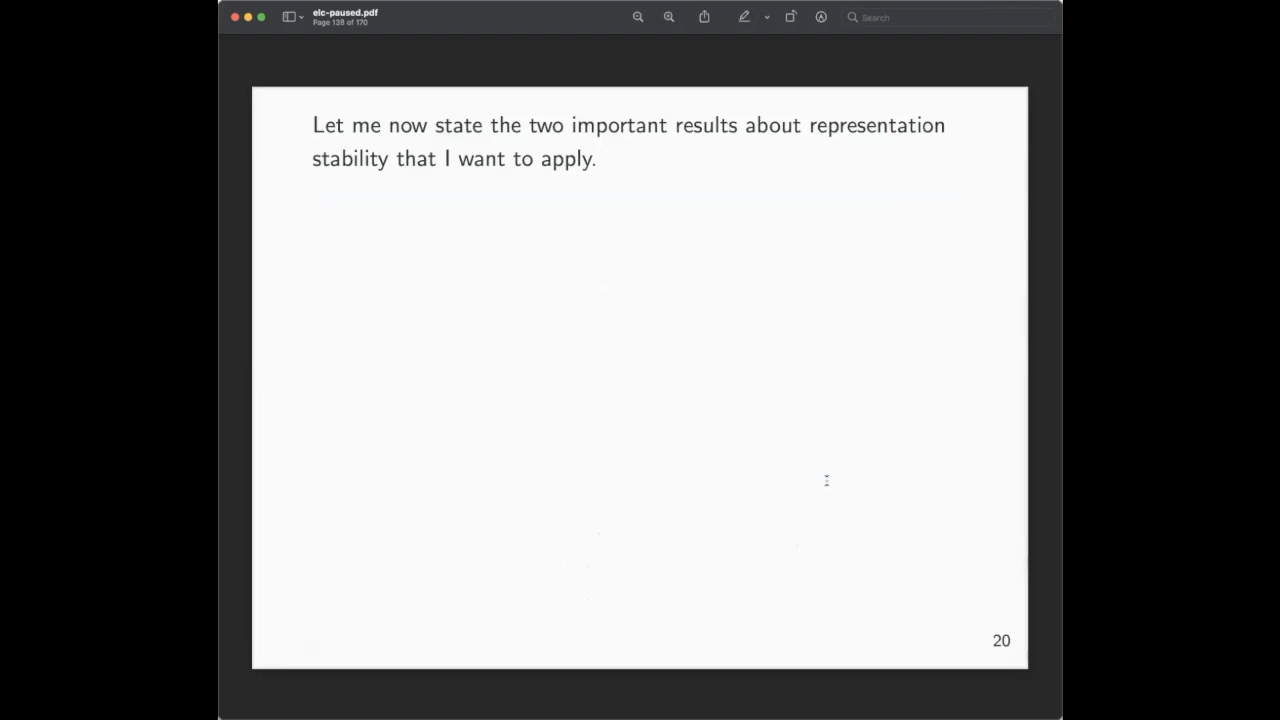 elc-paused.pdf
Page 138 of 170
Search
Let me now state the two important results about representation
stability that I want to apply.
20